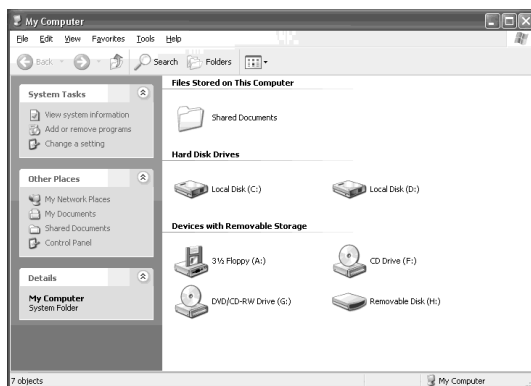 My Computer
File Edit View Favorites Tools Help
Back Search Folders
System Tasks
View system information
Add or remove programs
Change a setting
Other Places
My Network Places
My Documents
Shared Documents
Control Panel
Details
My Computer
System Folder
Files Stored on This Computer
Shared Documents
Hard Disk Drives
Local Disk (C:) Local Disk (D:)
Devices with Removable Storage
3½ Floppy (A:) CD Drive (F:)
DVD/CD-RW Drive (G:) Removable Disk (H:)
7 objects My Computer